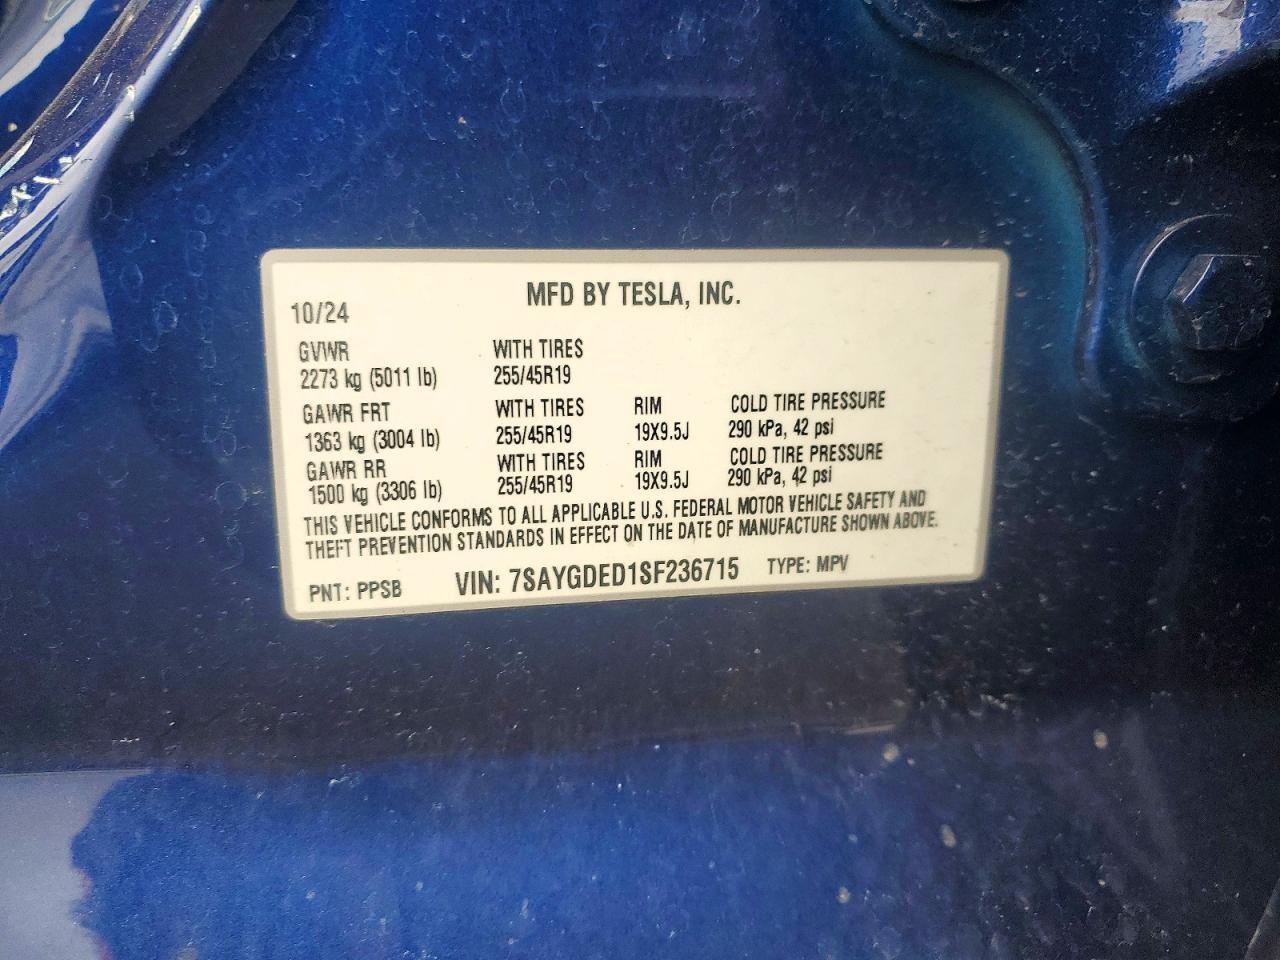 MFD BY TESLA, INC.
10/24
GVWR WITH TIRES
2273 kg (5011 lb) 255/45R19
GAWR FRT WITH TIRES RIM COLD TIRE PRESSURE
1363 kg (3004 lb) 255/45R19 19X9.5J 290 kPa, 42 psi
GAWR RR WITH TIRES RIM COLD TIRE PRESSURE
1500 kg (3306 lb) 255/45R19 19X9.5J 290 kPa, 42 psi
THIS VEHICLE CONFORMS TO ALL APPLICABLE U.S. FEDERAL MOTOR VEHICLE SAFETY AND
THEFT PREVENTION STANDARDS IN EFFECT ON THE DATE OF MANUFACTURE SHOWN ABOVE.
PNT: PPSB VIN: 7SAYGDED1SF236715 TYPE: MPV